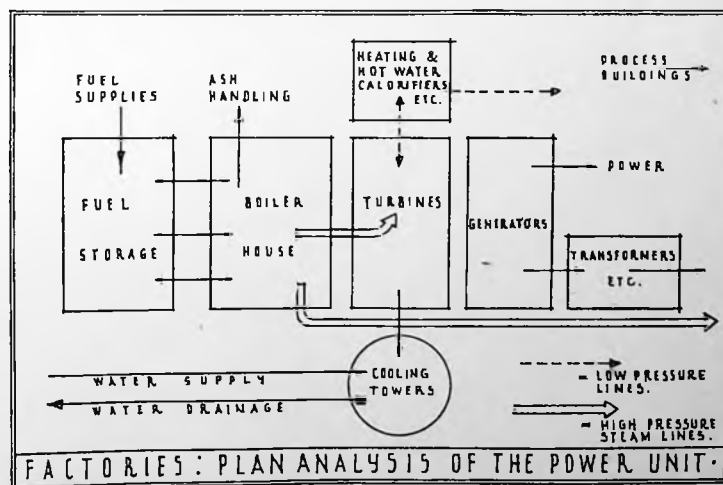 FUEL
SUPPLIES
ASH
HANDLING
HEATING &
HOT WATER
CALORIFIERS
ETC.
PROCESS
BUILDINGS
FUEL
STORAGE
BOILER
HOUSE
TURBINES
GENERATORS
POWER
TRANSFORMERS
ETC.
COOLING
TOWERS
WATER SUPPLY
WATER DRAINAGE
= LOW PRESSURE
LINES.
= HIGH PRESSURE
STEAM LINES.
FACTORIES: PLAN ANALYSIS OF THE POWER UNIT.